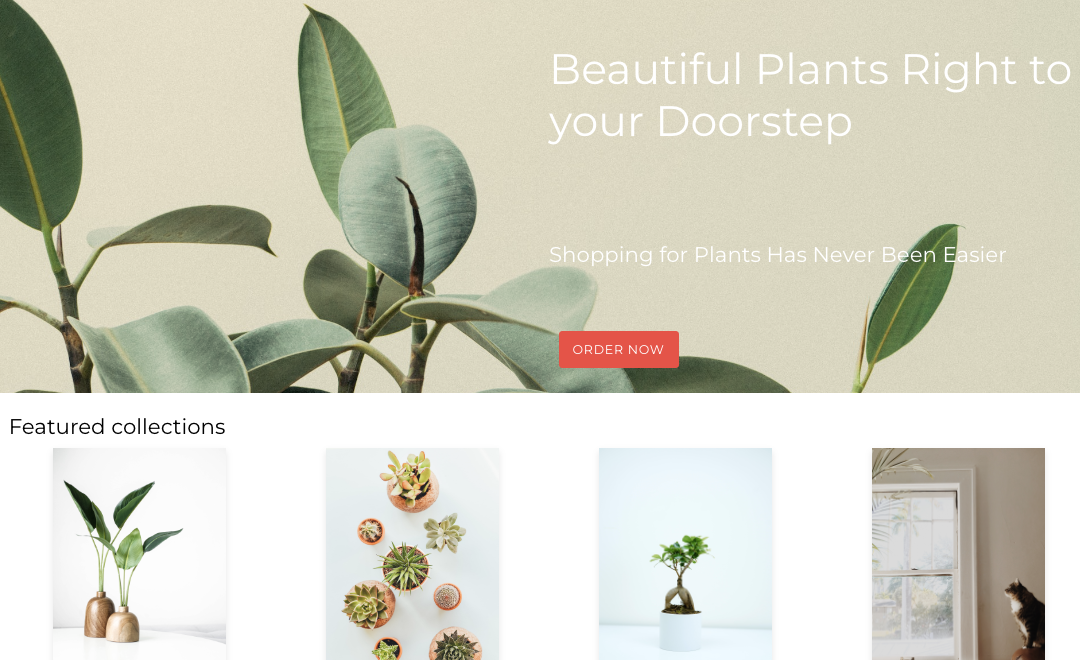 Beautiful Plants Right to
your Doorstep
Shopping for Plants Has Never Been Easier
ORDER NOW
Featured collections